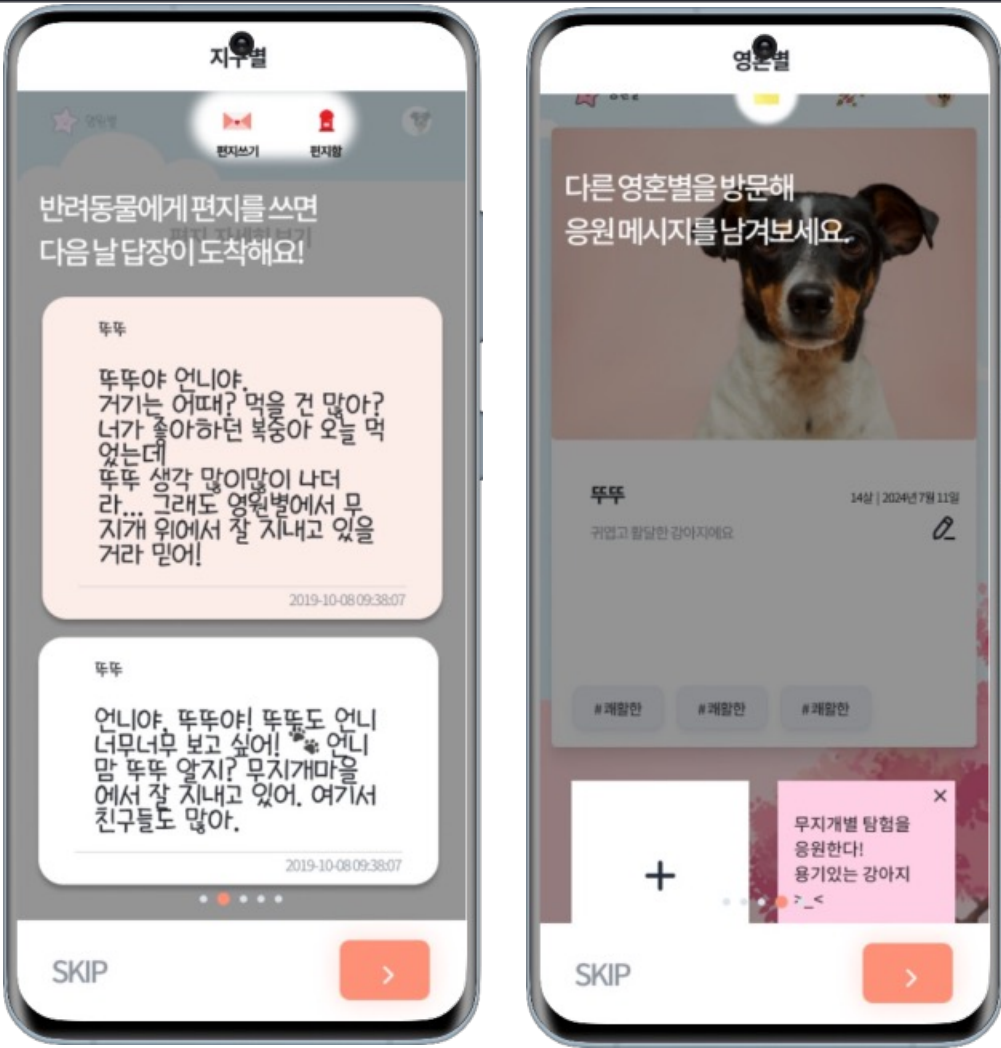 지구별
영원별
편지쓰기
편지함
반려동물에게 편지를 쓰면
편지 자세히 보기
다음 날 답장이 도착해요!
뚜뚜
뚜뚜야 언니야.
거기는 어때? 먹을 건 많아?
너가 좋아하던 복숭아 오늘 먹
었는데
뚜뚜 생각 많이많이 나더
라... 그래도 영원별에서 무
지개 위에서 잘 지내고 있을
거라 믿어!
2019-10-08 09:38:07
뚜뚜
언니야, 뚜뚜야! 뚜뚜도 언니
너무너무 보고 싶어! 🐾 언니
맘 뚜뚜 알지? 무지개마을
에서 잘 지내고 있어. 여기서
친구들도 많아.
2019-10-08 09:38:07
SKIP
영혼별
다른 영혼별을 방문해
응원 메시지를 남겨보세요.
뚜뚜
14살 | 2024년 7월 11일
귀엽고 활달한 강아지에요
#쾌활한
#쾌활한
#쾌활한
무지개별 탐험을
응원한다!
용기있는 강아지
>_<
SKIP